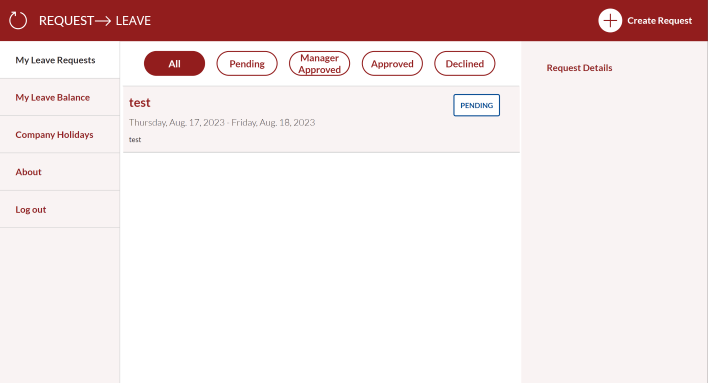 REQUEST→ LEAVE
Create Request
My Leave Requests
My Leave Balance
Company Holidays
About
Log out
All
Pending
Manager
Approved
Approved
Declined
test
PENDING
Thursday, Aug. 17, 2023 - Friday, Aug. 18, 2023
test
Request Details